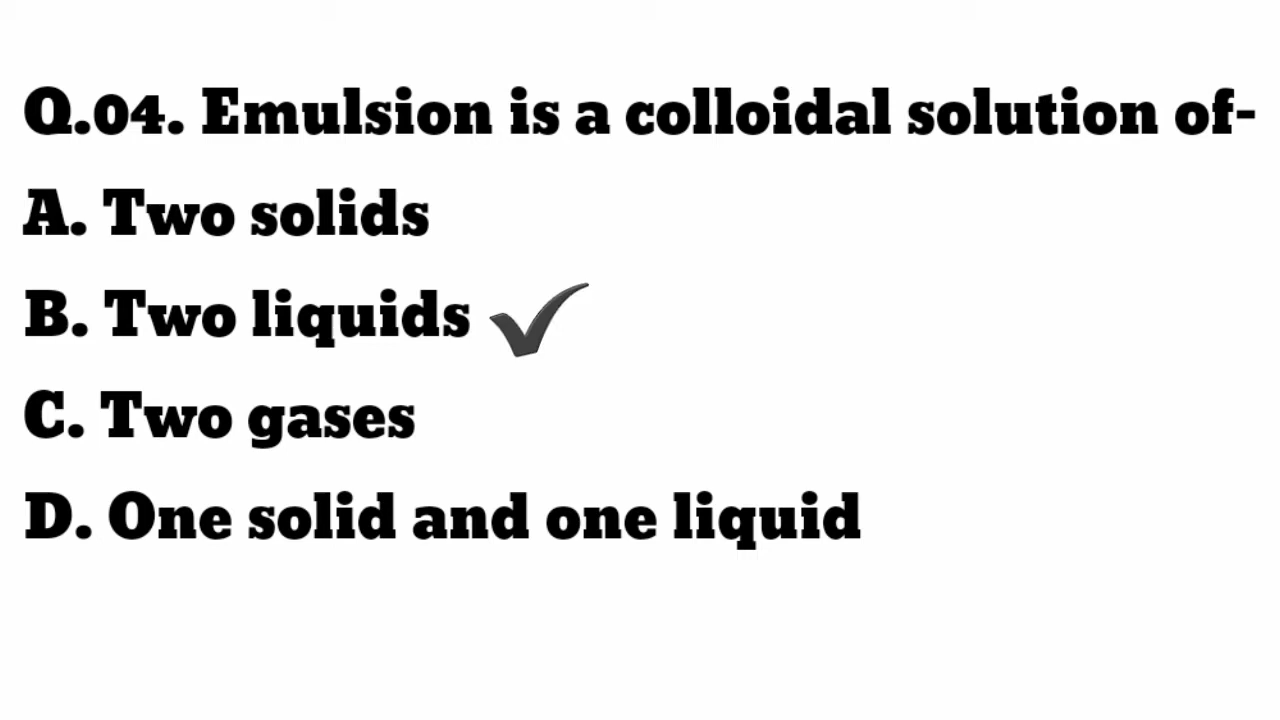 Q.04. Emulsion is a colloidal solution of-
A. Two solids
B. Two liquids ✓
C. Two gases
D. One solid and one liquid